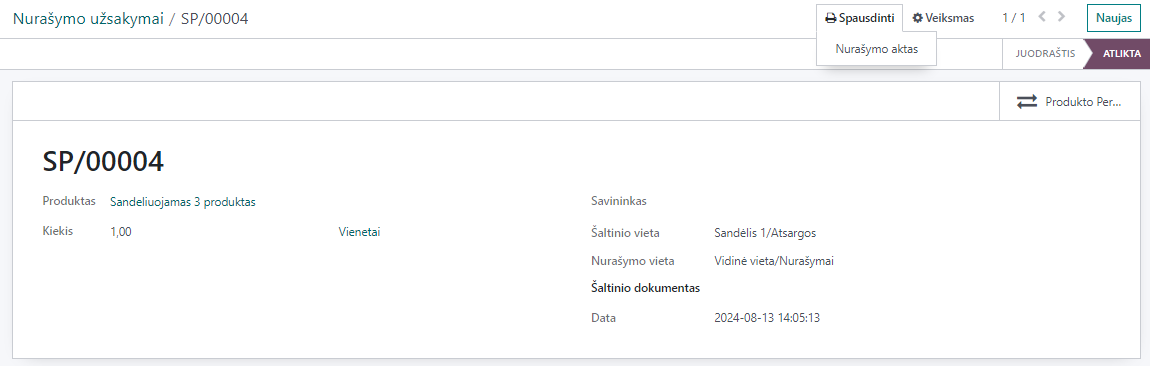 Nurašymo užsakymai / SP/00004
Spausdinti
Veiksmas
1 / 1
Naujas
Nurašymo aktas
JUODRAŠTIS
ATLIKTA
Produkto Per...
SP/00004
Produktas Sandeliuojamas 3 produktas
Kiekis 1,00 Vienetai
Savininkas
Šaltinio vieta Sandėlis 1/Atsargos
Nurašymo vieta Vidinė vieta/Nurašymai
Šaltinio dokumentas
Data 2024-08-13 14:05:13